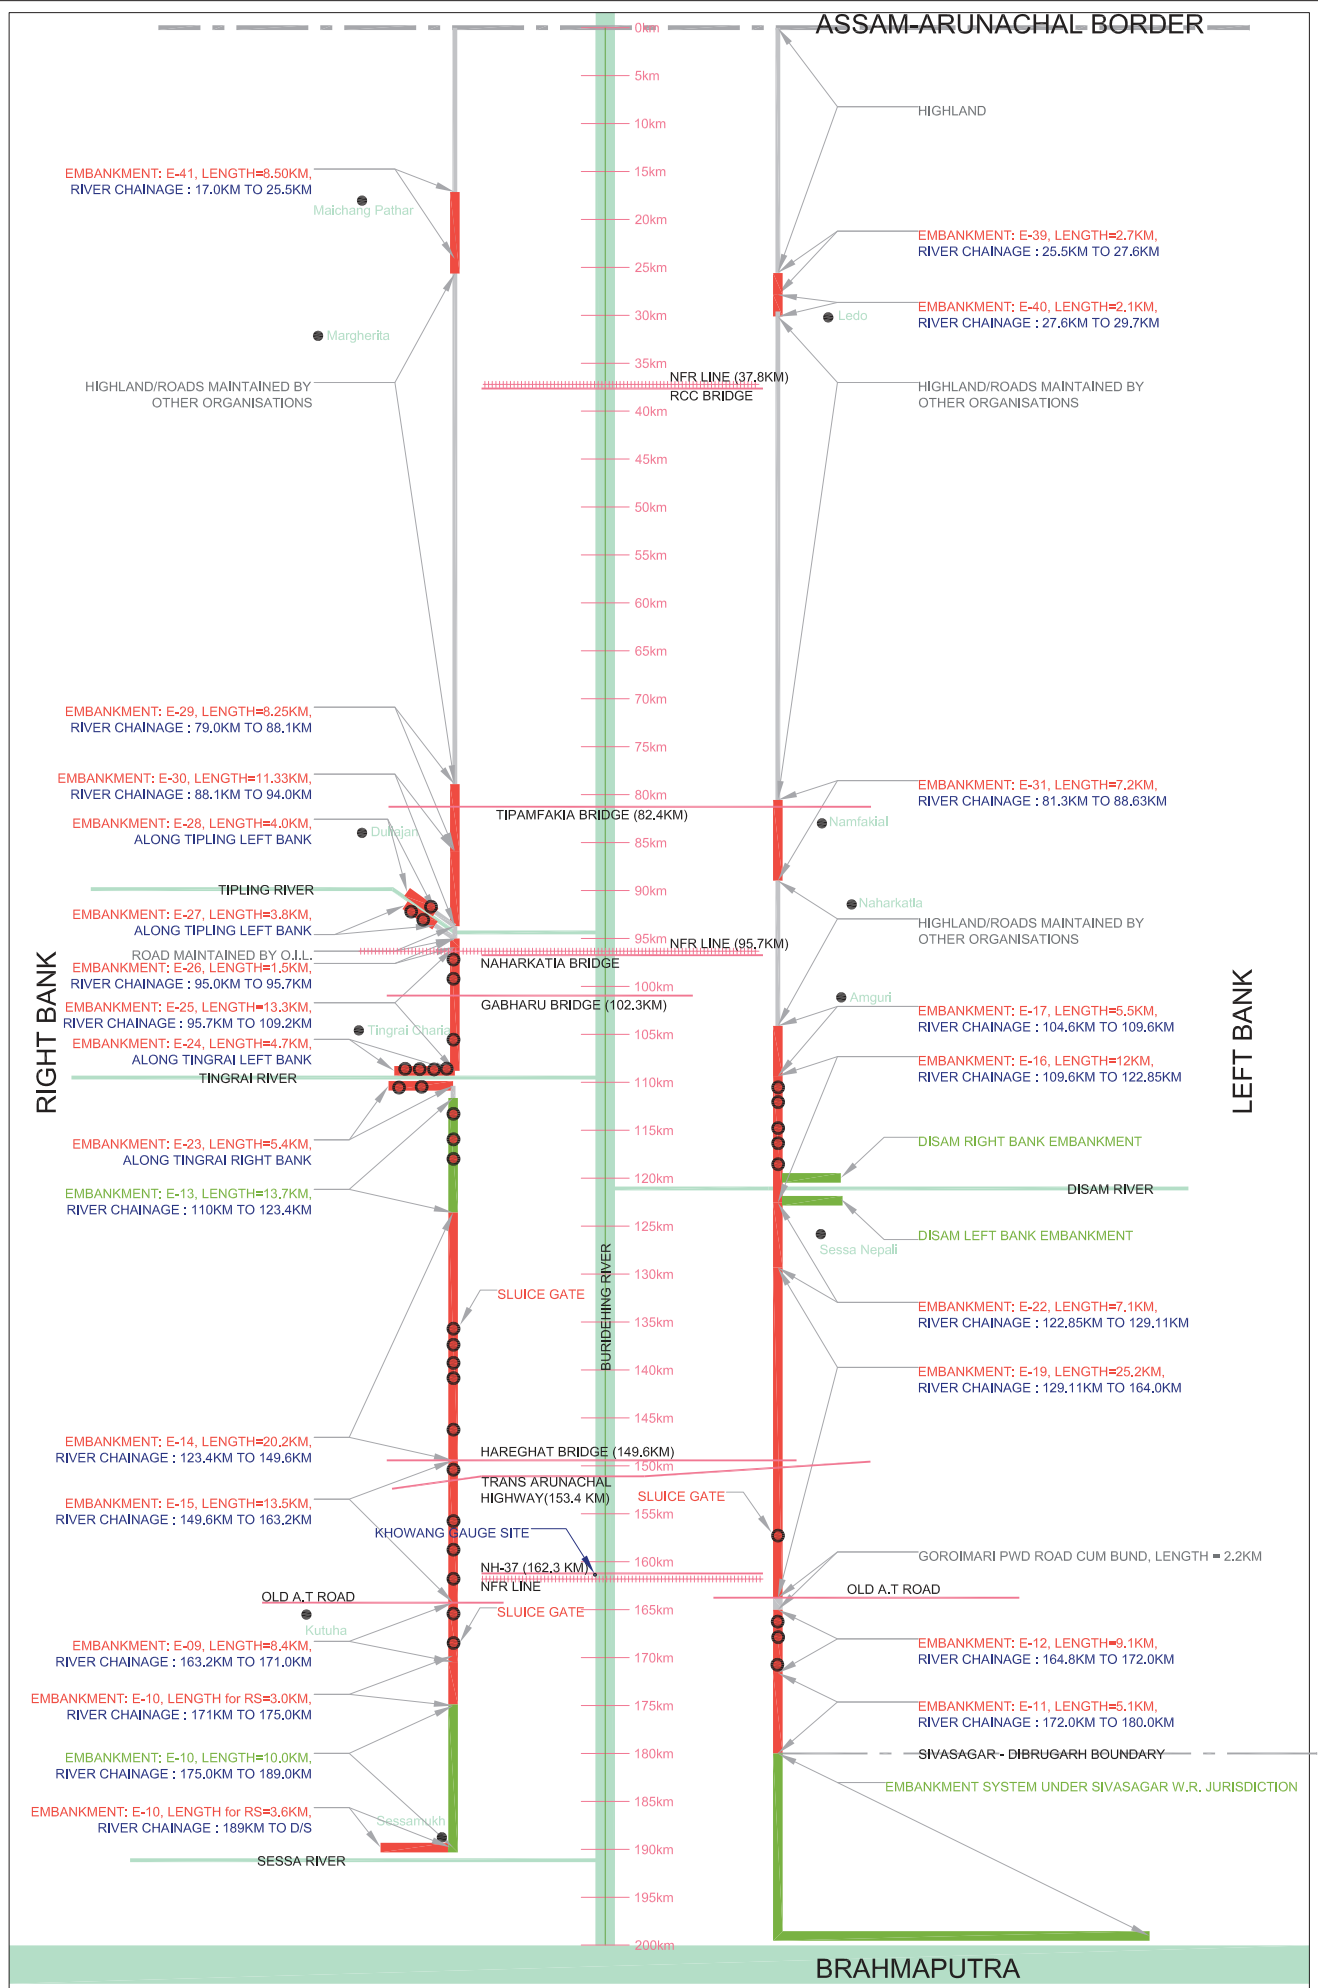 ASSAM-ARUNACHAL BORDER
0km
5km
10km
15km
20km
25km
30km
35km
40km
45km
50km
55km
60km
65km
70km
75km
80km
85km
90km
95km
100km
105km
110km
115km
120km
125km
130km
135km
140km
145km
150km
155km
160km
165km
170km
175km
180km
185km
190km
195km
200km
RIGHT BANK
EMBANKMENT: E-41, LENGTH=8.50KM,
RIVER CHAINAGE : 17.0KM TO 25.5KM
Maichang Pathar
Margherita
HIGHLAND/ROADS MAINTAINED BY
OTHER ORGANISATIONS
EMBANKMENT: E-29, LENGTH=8.25KM,
RIVER CHAINAGE : 79.0KM TO 88.1KM
EMBANKMENT: E-30, LENGTH=11.33KM,
RIVER CHAINAGE : 88.1KM TO 94.0KM
EMBANKMENT: E-28, LENGTH=4.0KM,
ALONG TIPLING LEFT BANK
Duliajan
TIPLING RIVER
EMBANKMENT: E-27, LENGTH=3.8KM,
ALONG TIPLING LEFT BANK
ROAD MAINTAINED BY O.I.L.
EMBANKMENT: E-26, LENGTH=1.5KM,
RIVER CHAINAGE : 95.0KM TO 95.7KM
EMBANKMENT: E-25, LENGTH=13.3KM,
RIVER CHAINAGE : 95.7KM TO 109.2KM
Tingrai Charia
EMBANKMENT: E-24, LENGTH=4.7KM,
ALONG TINGRAI LEFT BANK
TINGRAI RIVER
EMBANKMENT: E-23, LENGTH=5.4KM,
ALONG TINGRAI RIGHT BANK
EMBANKMENT: E-13, LENGTH=13.7KM,
RIVER CHAINAGE : 110KM TO 123.4KM
EMBANKMENT: E-14, LENGTH=20.2KM,
RIVER CHAINAGE : 123.4KM TO 149.6KM
EMBANKMENT: E-15, LENGTH=13.5KM,
RIVER CHAINAGE : 149.6KM TO 163.2KM
OLD A.T ROAD
Kutuha
EMBANKMENT: E-09, LENGTH=8.4KM,
RIVER CHAINAGE : 163.2KM TO 171.0KM
EMBANKMENT: E-10, LENGTH for RS=3.0KM,
RIVER CHAINAGE : 171KM TO 175.0KM
EMBANKMENT: E-10, LENGTH=10.0KM,
RIVER CHAINAGE : 175.0KM TO 189.0KM
EMBANKMENT: E-10, LENGTH for RS=3.6KM,
RIVER CHAINAGE : 189KM TO D/S
Sessamukh
SESSA RIVER
NFR LINE (37.8KM)
RCC BRIDGE
TIPAMFAKIA BRIDGE (82.4KM)
NFR LINE (95.7KM)
NAHARKATIA BRIDGE
GABHARU BRIDGE (102.3KM)
BURIDEHING RIVER
SLUICE GATE
HAREGHAT BRIDGE (149.6KM)
TRANS ARUNACHAL
HIGHWAY(153.4 KM)
SLUICE GATE
KHOWANG GAUGE SITE
NH-37 (162.3 KM)
NFR LINE
SLUICE GATE
LEFT BANK
HIGHLAND
EMBANKMENT: E-39, LENGTH=2.7KM,
RIVER CHAINAGE : 25.5KM TO 27.6KM
EMBANKMENT: E-40, LENGTH=2.1KM,
RIVER CHAINAGE : 27.6KM TO 29.7KM
Ledo
HIGHLAND/ROADS MAINTAINED BY
OTHER ORGANISATIONS
EMBANKMENT: E-31, LENGTH=7.2KM,
RIVER CHAINAGE : 81.3KM TO 88.63KM
Namfakial
Naharkatia
HIGHLAND/ROADS MAINTAINED BY
OTHER ORGANISATIONS
Amguri
EMBANKMENT: E-17, LENGTH=5.5KM,
RIVER CHAINAGE : 104.6KM TO 109.6KM
EMBANKMENT: E-16, LENGTH=12KM,
RIVER CHAINAGE : 109.6KM TO 122.85KM
DISAM RIGHT BANK EMBANKMENT
DISAM RIVER
DISAM LEFT BANK EMBANKMENT
Sessa Nepali
EMBANKMENT: E-22, LENGTH=7.1KM,
RIVER CHAINAGE : 122.85KM TO 129.11KM
EMBANKMENT: E-19, LENGTH=25.2KM,
RIVER CHAINAGE : 129.11KM TO 164.0KM
GOROIMARI PWD ROAD CUM BUND, LENGTH = 2.2KM
OLD A.T ROAD
EMBANKMENT: E-12, LENGTH=9.1KM,
RIVER CHAINAGE : 164.8KM TO 172.0KM
EMBANKMENT: E-11, LENGTH=5.1KM,
RIVER CHAINAGE : 172.0KM TO 180.0KM
SIVASAGAR - DIBRUGARH BOUNDARY
EMBANKMENT SYSTEM UNDER SIVASAGAR W.R. JURISDICTION
BRAHMAPUTRA